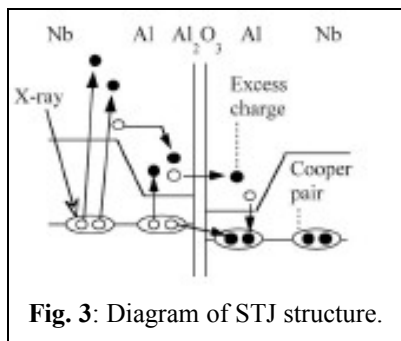 Nb Al Al2O3 Al Nb
X-ray
Excess
charge
Cooper
pair
Fig. 3: Diagram of STJ structure.